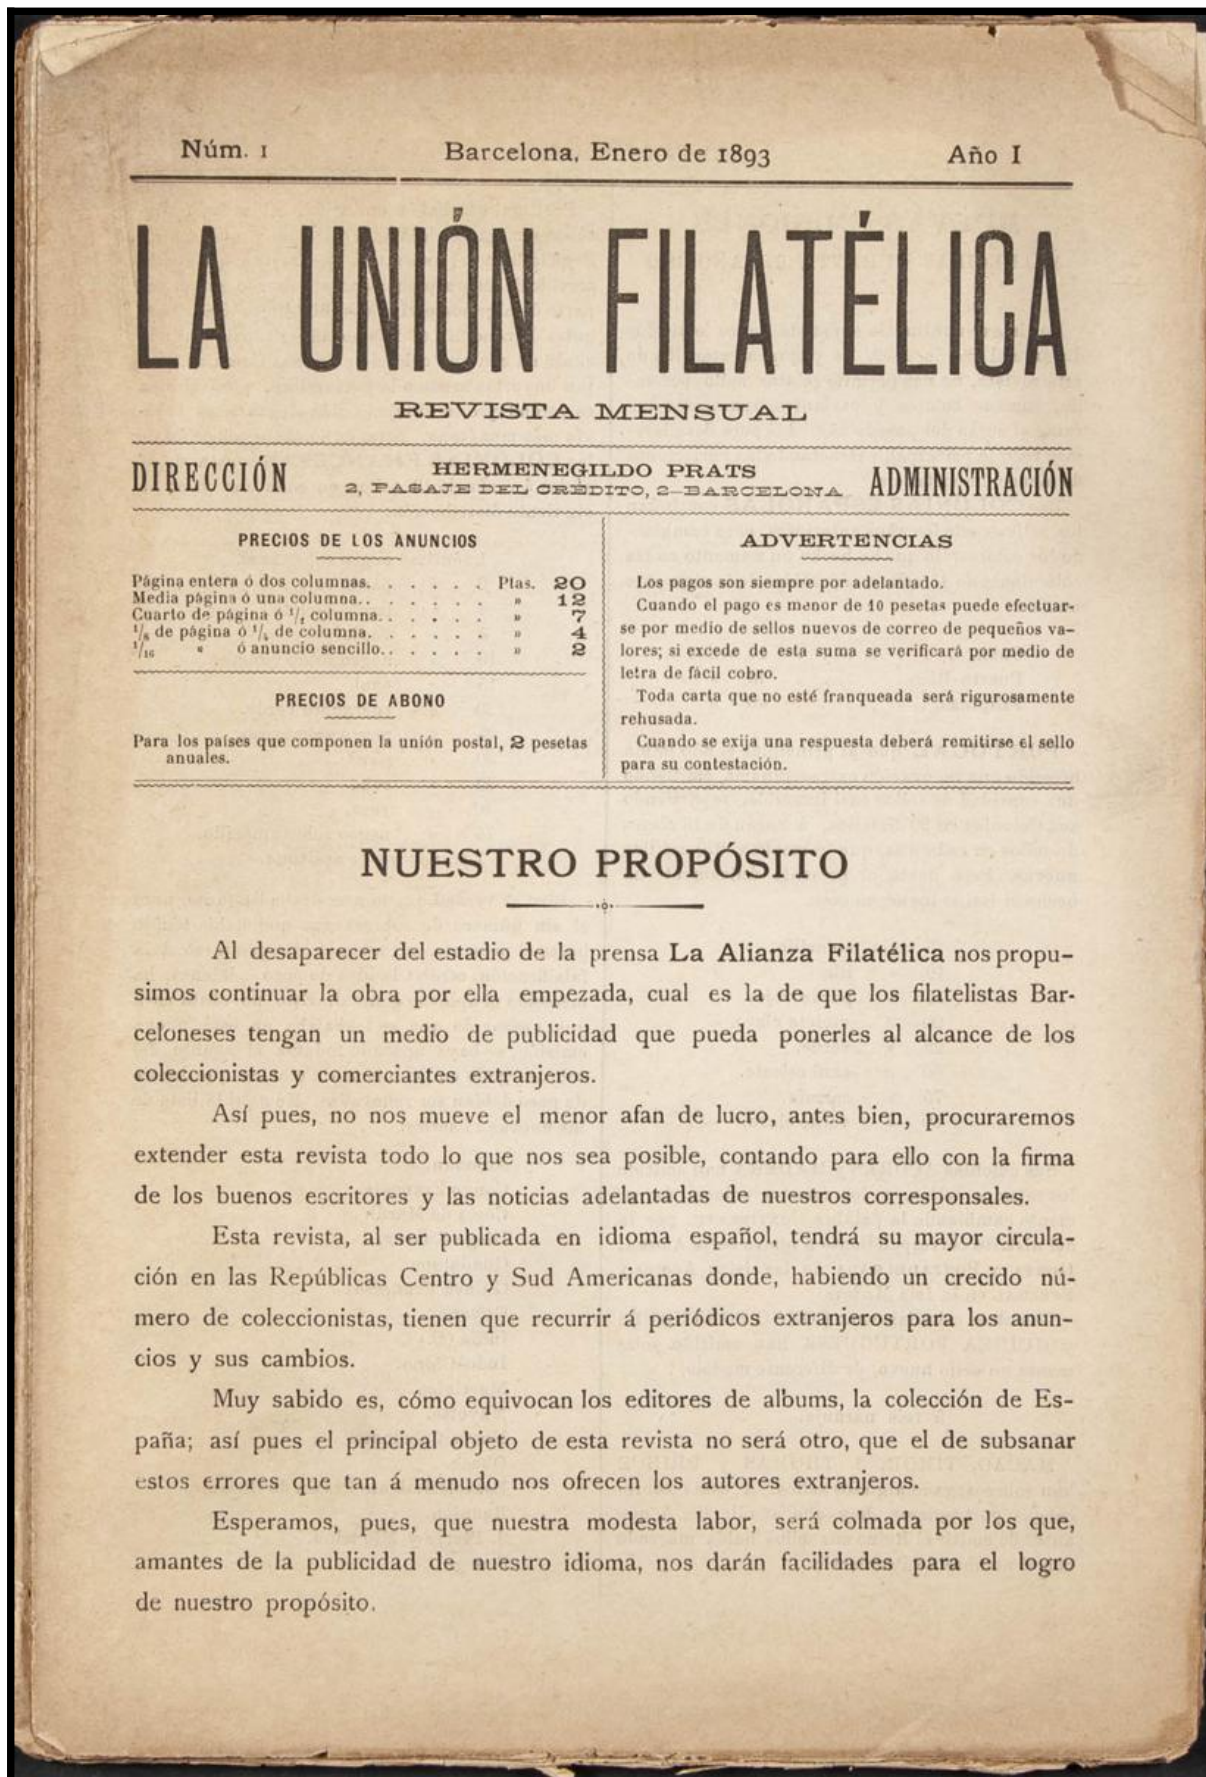 Núm. 1 Barcelona, Enero de 1893 Año I
LA UNIÓN FILATÉLICA
REVISTA MENSUAL
DIRECCIÓN
HERMENEGILDO PRATS
2, PASAJE DEL CRÉDITO, 2—BARCELONA
ADMINISTRACIÓN
PRECIOS DE LOS ANUNCIOS
Página entera ó dos columnas. . . . . . Ptas. 20
Media página ó una columna. . . . . . . » 12
Cuarto de página ó 1/2 columna. . . . . . » 7
1/8 de página ó 1/4 de columna. . . . . . » 4
1/16 « ó anuncio sencillo. . . . . . » 2
PRECIOS DE ABONO
Para los países que componen la unión postal, 2 pesetas
anuales.
ADVERTENCIAS
Los pagos son siempre por adelantado.
Cuando el pago es menor de 10 pesetas puede efectuar-
se por medio de sellos nuevos de correo de pequeños va-
lores; si excede de esta suma se verificará por medio de
letra de fácil cobro.
Toda carta que no esté franqueada será rigurosamente
rehusada.
Cuando se exija una respuesta deberá remitirse el sello
para su contestación.
NUESTRO PROPÓSITO
Al desaparecer del estadio de la prensa La Alianza Filatélica nos propu-
simos continuar la obra por ella empezada, cual es la de que los filatelistas Bar-
celoneses tengan un medio de publicidad que pueda ponerles al alcance de los
coleccionistas y comerciantes extranjeros.
Así pues, no nos mueve el menor afan de lucro, antes bien, procuraremos
extender esta revista todo lo que nos sea posible, contando para ello con la firma
de los buenos escritores y las noticias adelantadas de nuestros corresponsales.
Esta revista, al ser publicada en idioma español, tendrá su mayor circula-
ción en las Repúblicas Centro y Sud Americanas donde, habiendo un crecido nú-
mero de coleccionistas, tienen que recurrir á periódicos extranjeros para los anun-
cios y sus cambios.
Muy sabido es, cómo equivocan los editores de albums, la colección de Es-
paña; así pues el principal objeto de esta revista no será otro, que el de subsanar
estos errores que tan á menudo nos ofrecen los autores extranjeros.
Esperamos, pues, que nuestra modesta labor, será colmada por los que,
amantes de la publicidad de nuestro idioma, nos darán facilidades para el logro
de nuestro propósito.